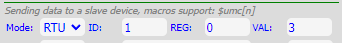 Sending data to a slave device, macros support: $umc[n]
Mode: RTU ID: 1 REG: 0 VAL: 3